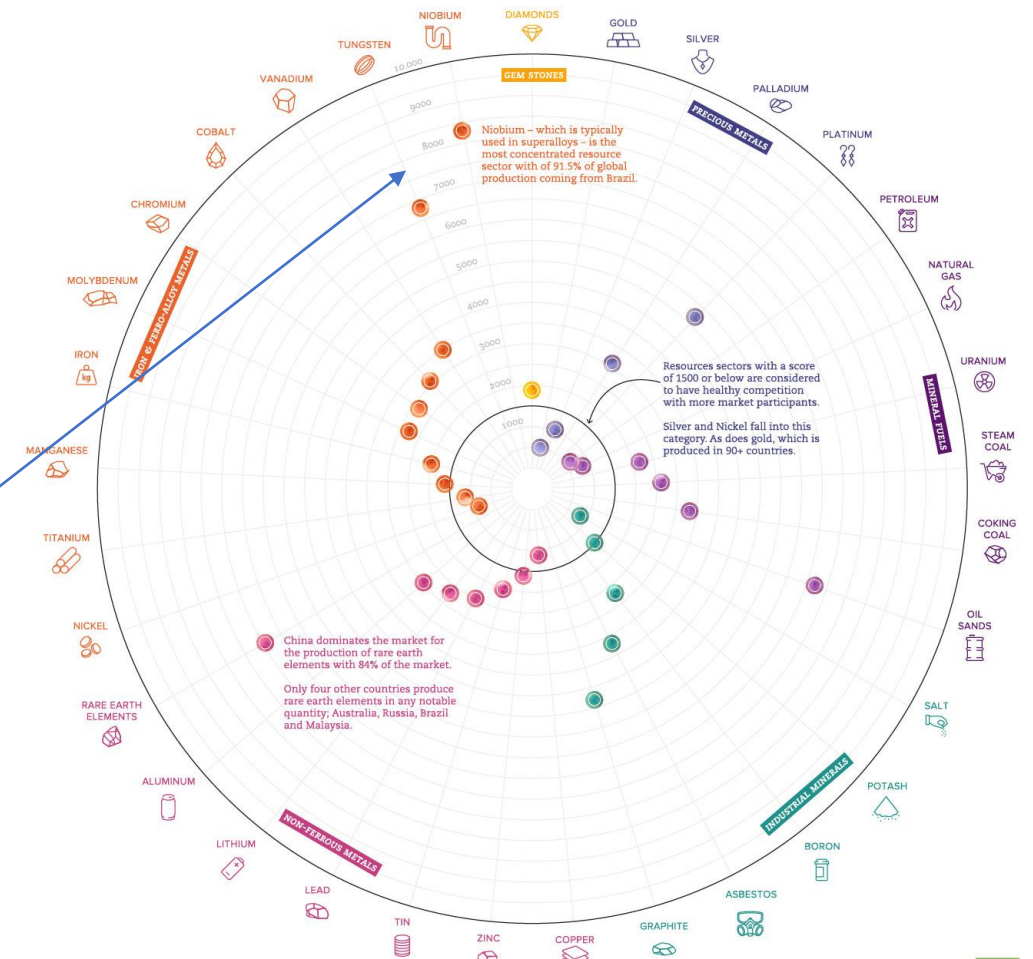 DIAMONDS
GOLD
SILVER
PALLADIUM
PLATINUM
PETROLEUM
NATURAL
GAS
URANIUM
STEAM
COAL
COKING
COAL
OIL
SANDS
SALT
POTASH
BORON
ASBESTOS
GRAPHITE
COPPER
ZINC
TIN
LEAD
LITHIUM
ALUMINUM
RARE EARTH
ELEMENTS
NICKEL
TITANIUM
MANGANESE
IRON
kg
MOLYBDENUM
CHROMIUM
COBALT
VANADIUM
TUNGSTEN
NIOBIUM
GEM STONES
PRECIOUS METALS
MINERAL FUELS
INDUSTRIAL MINERALS
NON-FERROUS METALS
IRON & FERRO-ALLOY METALS
10,000
9000
8000
7000
6000
5000
4000
3000
2000
1000
Niobium – which is typically
used in superalloys – is the
most concentrated resource
sector with of 91.5% of global
production coming from Brazil.
Resources sectors with a score
of 1500 or below are considered
to have healthy competition
with more market participants.
Silver and Nickel fall into this
category. As does gold, which is
produced in 90+ countries.
China dominates the market for
the production of rare earth
elements with 84% of the market.
Only four other countries produce
rare earth elements in any notable
quantity; Australia, Russia, Brazil
and Malaysia.